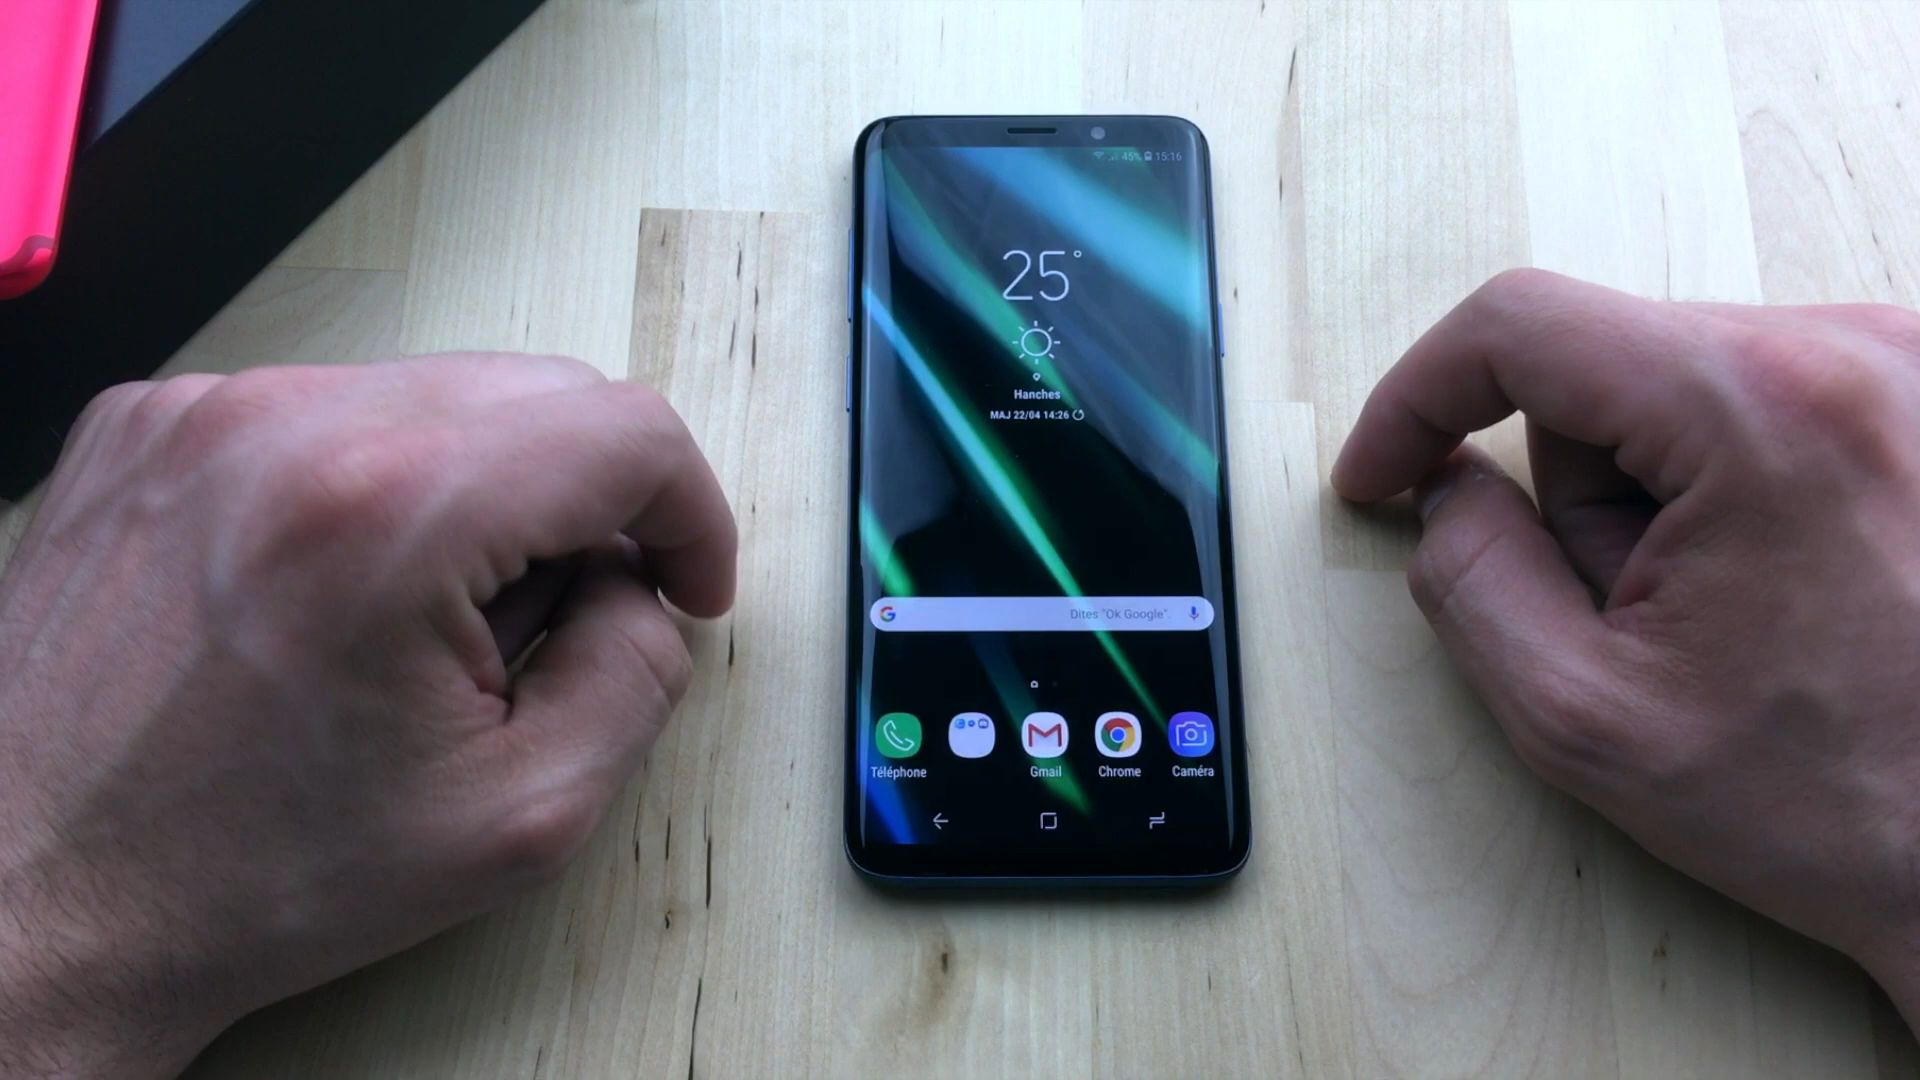 45% 15:16
25°
Hanches
MAJ 22/04 14:26
G Dites "Ok Google".
Téléphone Gmail Chrome Caméra